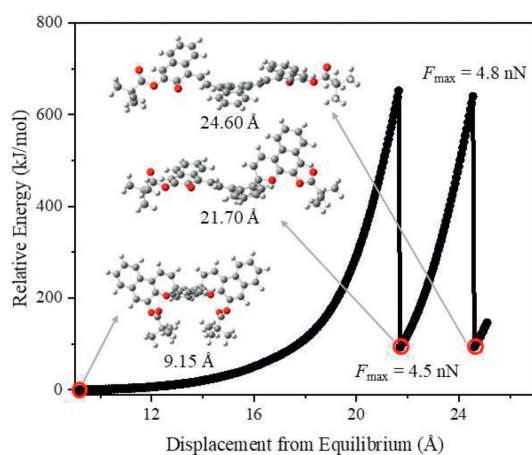 800
600
400
200
0
Relative Energy (kJ/mol)
24.60 Å
21.70 Å
9.15 Å
Fmax = 4.8 nN
Fmax = 4.5 nN
12 16 20 24
Displacement from Equilibrium (Å)